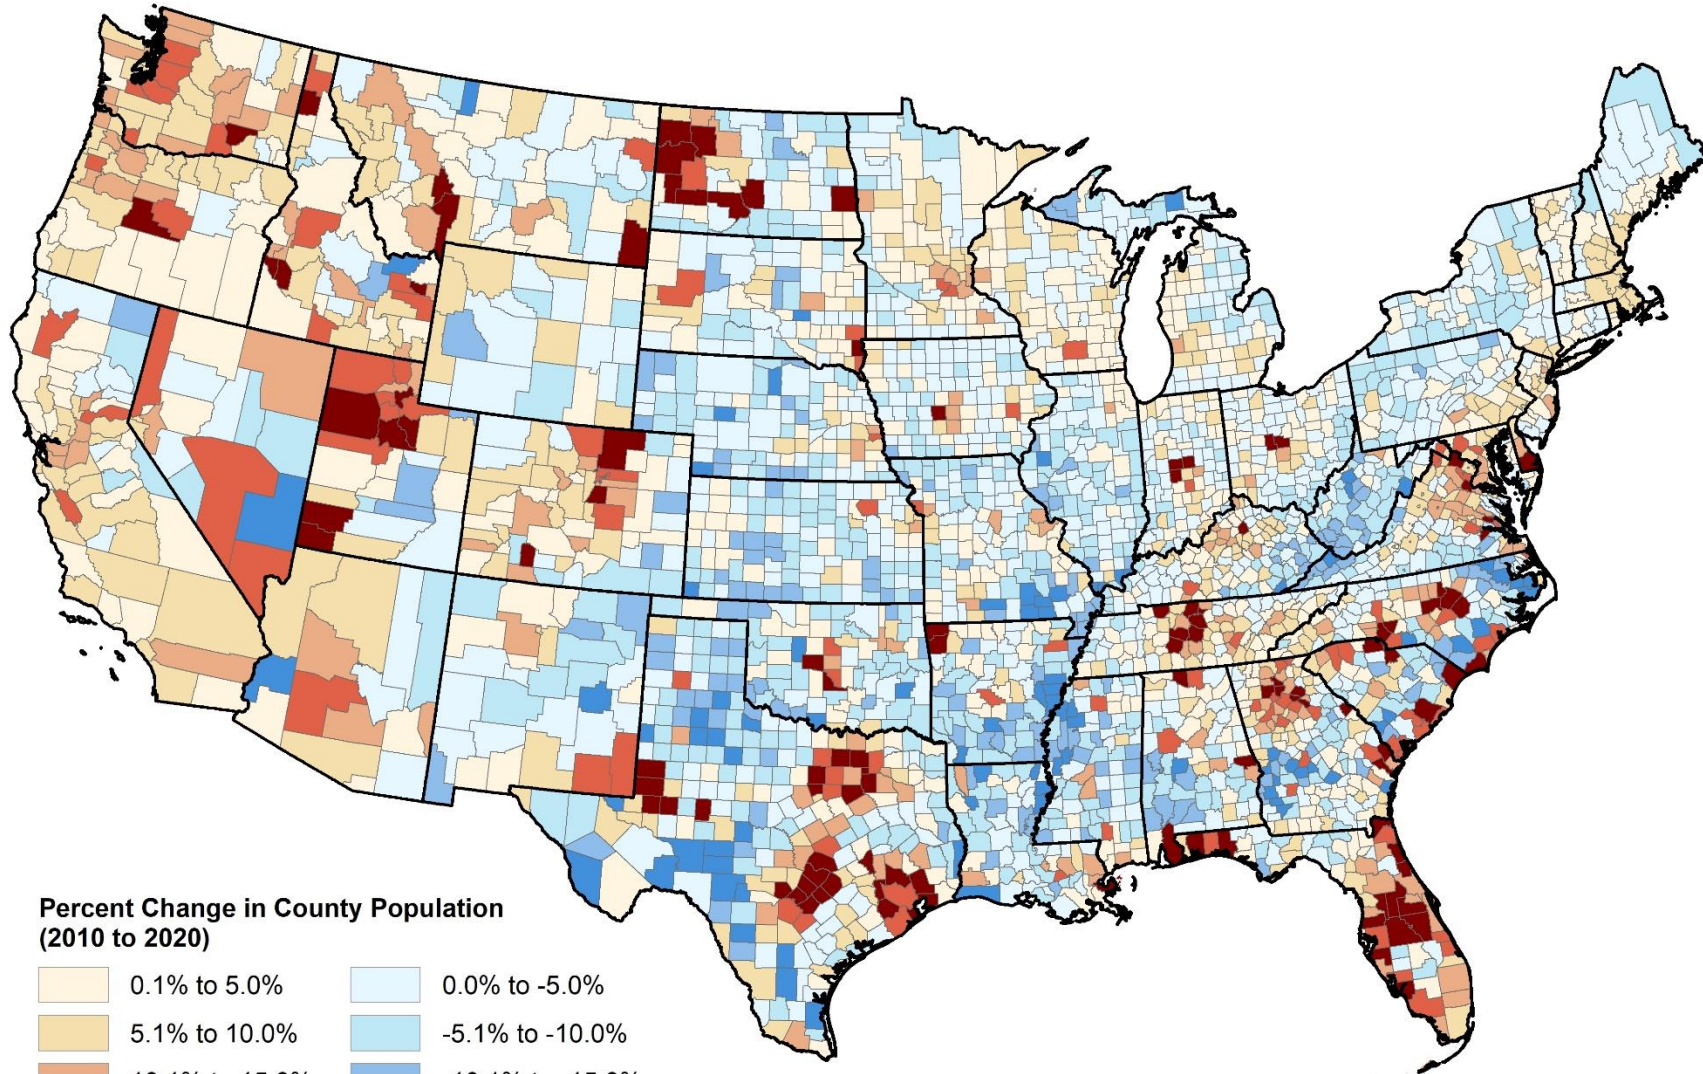 Percent Change in County Population
(2010 to 2020)
0.1% to 5.0%
0.0% to -5.0%
5.1% to 10.0%
-5.1% to -10.0%